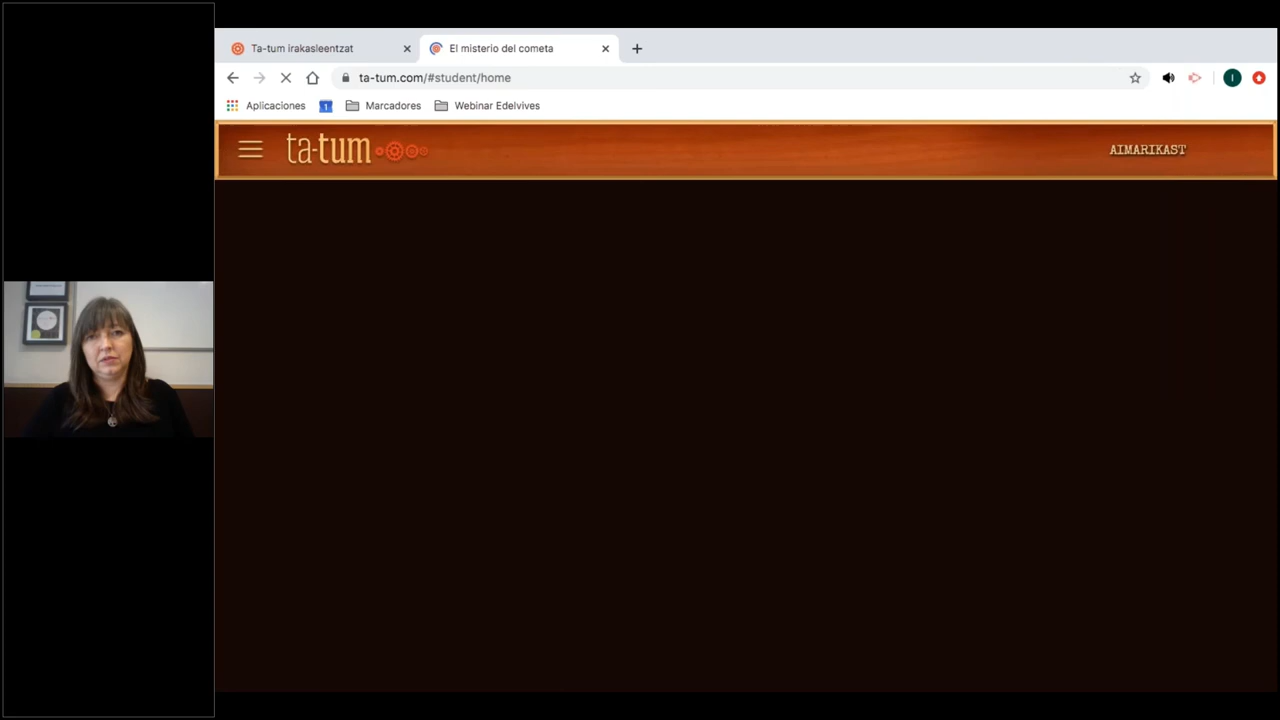 Ta-tum irakasleentzat
El misterio del cometa
ta-tum.com/#student/home
I
Aplicaciones
1
Marcadores
Webinar Edelvives
ta-tum
AIMARIKAST